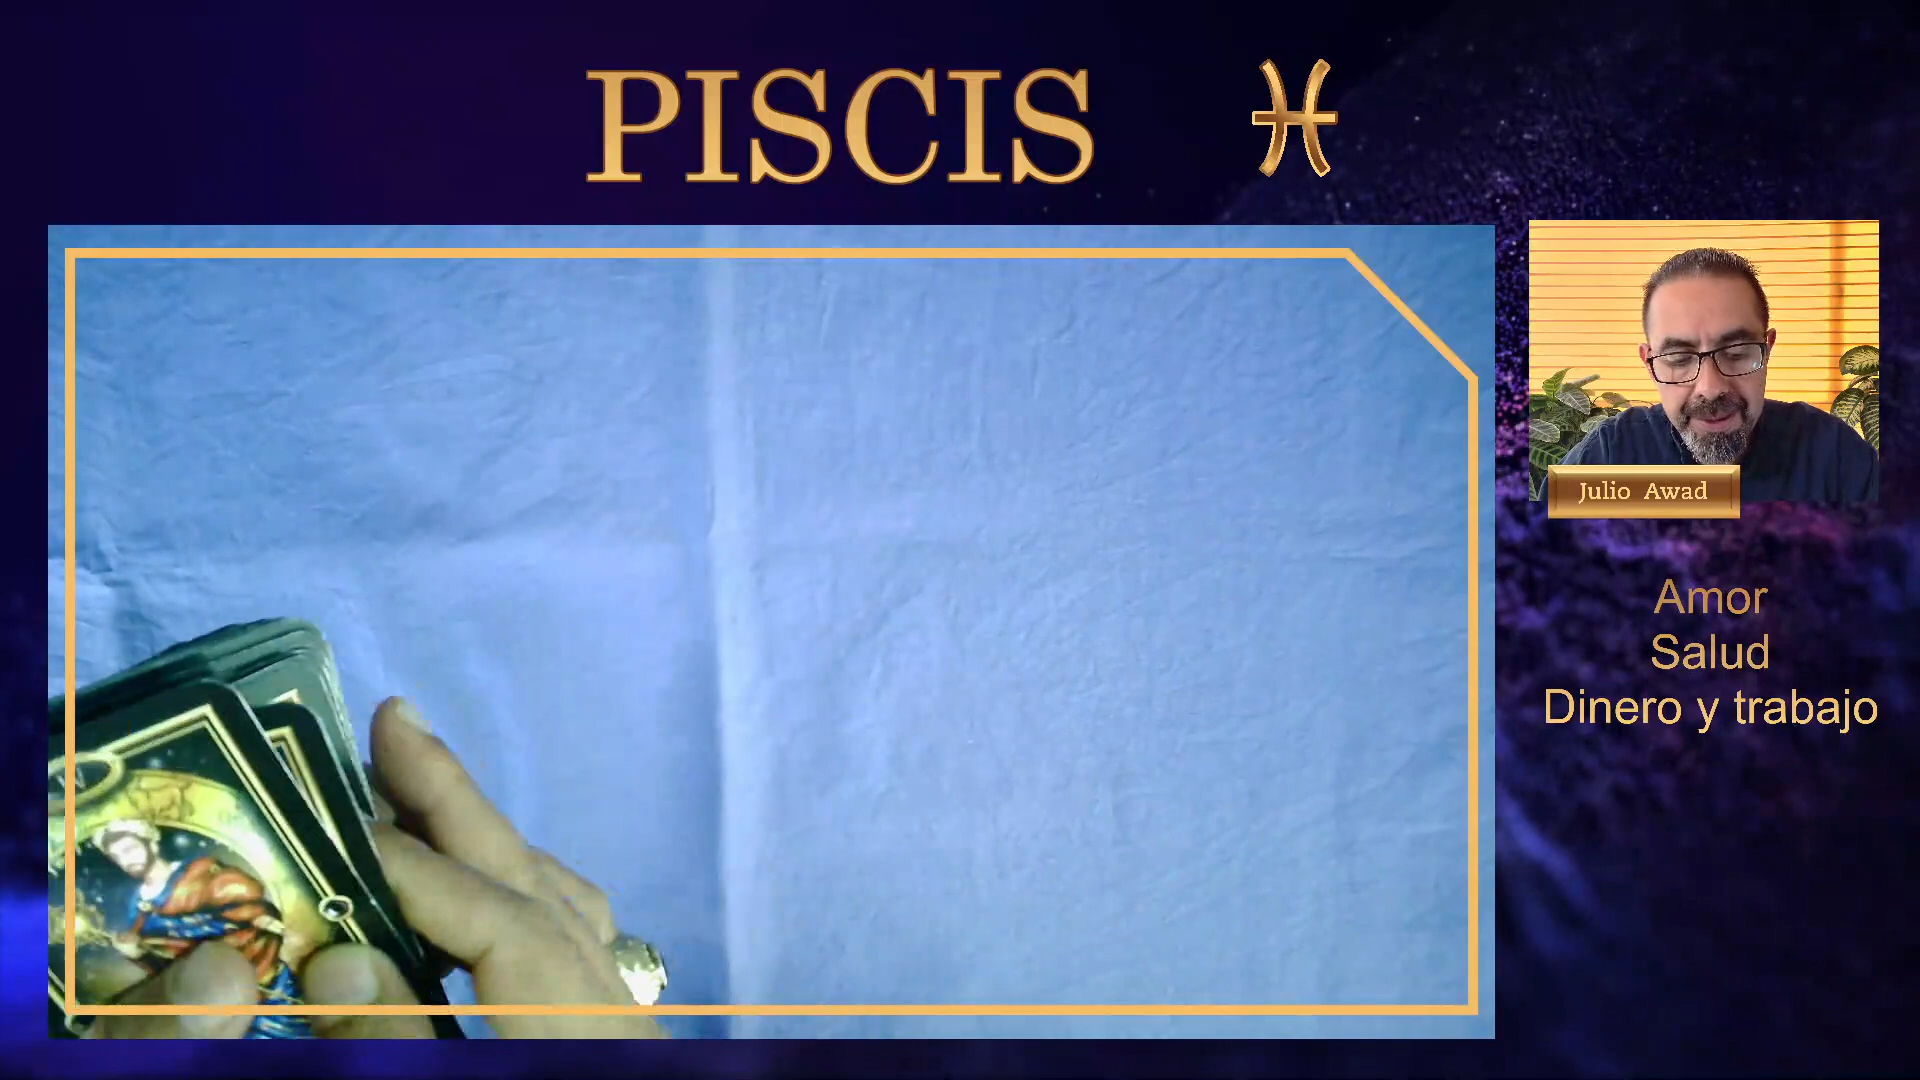 PISCIS
Julio Awad
Amor
Salud
Dinero y trabajo